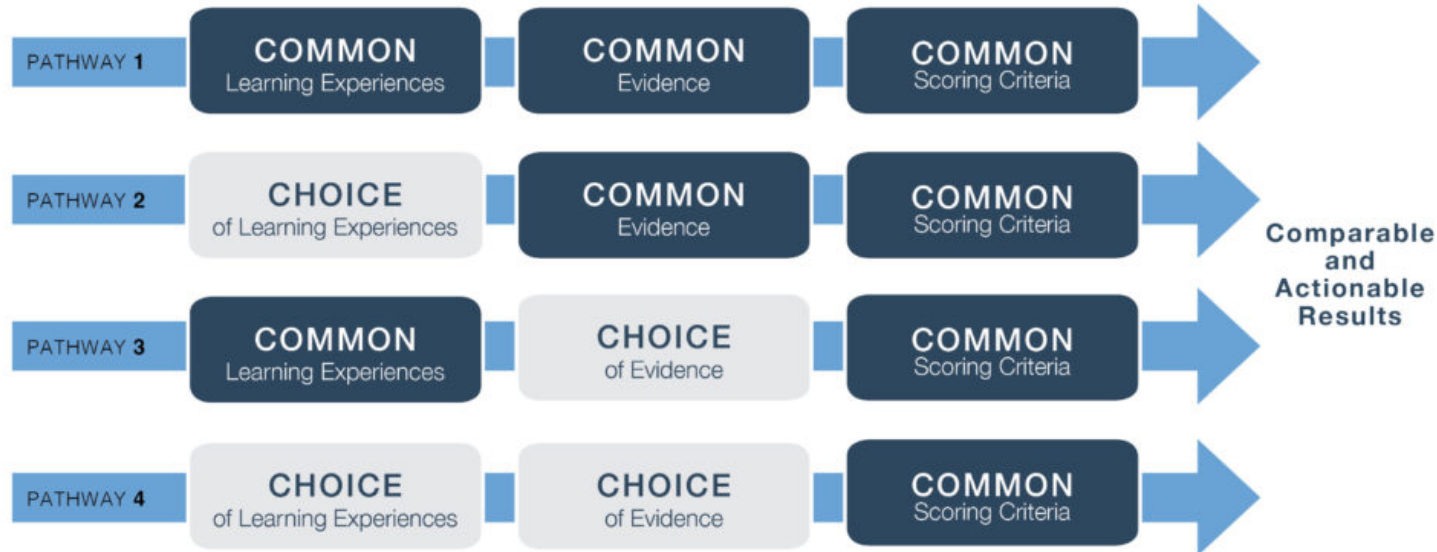 PATHWAY 1
COMMON
Learning Experiences
COMMON
Evidence
COMMON
Scoring Criteria
PATHWAY 2
CHOICE
of Learning Experiences
COMMON
Evidence
COMMON
Scoring Criteria
PATHWAY 3
COMMON
Learning Experiences
CHOICE
of Evidence
COMMON
Scoring Criteria
PATHWAY 4
CHOICE
of Learning Experiences
CHOICE
of Evidence
COMMON
Scoring Criteria
Comparable
and
Actionable
Results